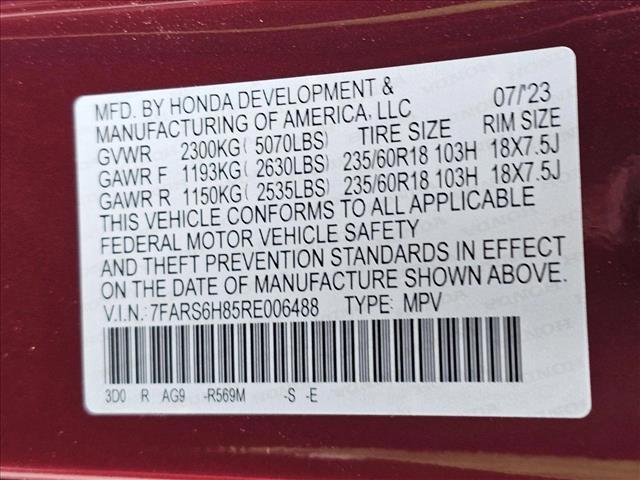 MFD. BY HONDA DEVELOPMENT &
MANUFACTURING OF AMERICA, LLC 07/'23
GVWR 2300KG( 5070LBS) TIRE SIZE RIM SIZE
GAWR F 1193KG( 2630LBS) 235/60R18 103H 18X7.5J
GAWR R 1150KG( 2535LBS) 235/60R18 103H 18X7.5J
THIS VEHICLE CONFORMS TO ALL APPLICABLE
FEDERAL MOTOR VEHICLE SAFETY
AND THEFT PREVENTION STANDARDS IN EFFECT
ON THE DATE OF MANUFACTURE SHOWN ABOVE.
V.I.N.:7FARS6H85RE006488 TYPE: MPV
3D0 R AG9 -R569M -S -E